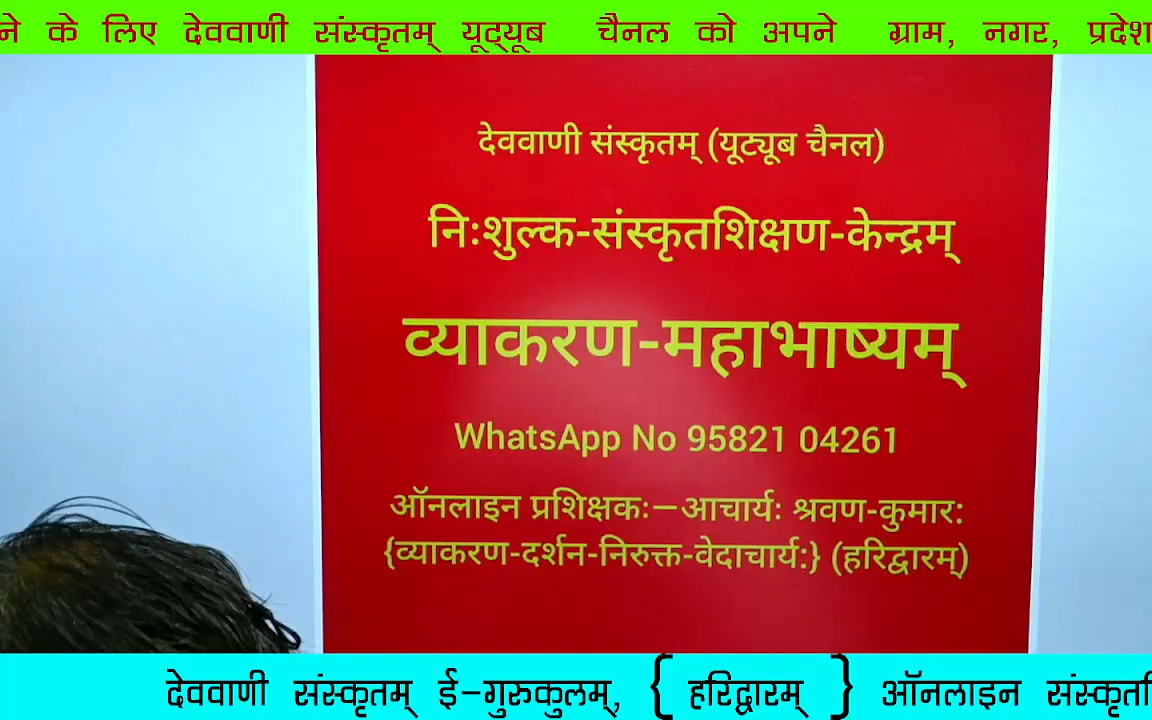 के लिए देववाणी संस्कृतम् यूट्यूब चैनल को अपने ग्राम, नगर, प्रदेश
देववाणी संस्कृतम् (यूट्यूब चैनल)
निःशुल्क-संस्कृतशिक्षण-केन्द्रम्
व्याकरण-महाभाष्यम्
WhatsApp No 95821 04261
ऑनलाइन प्रशिक्षकः—आचार्यः श्रवण-कुमार:
{व्याकरण-दर्शन-निरुक्त-वेदाचार्य:} (हरिद्वारम्)
देववाणी संस्कृतम् ई-गुरुकुलम्, { हरिद्वारम् } ऑनलाइन